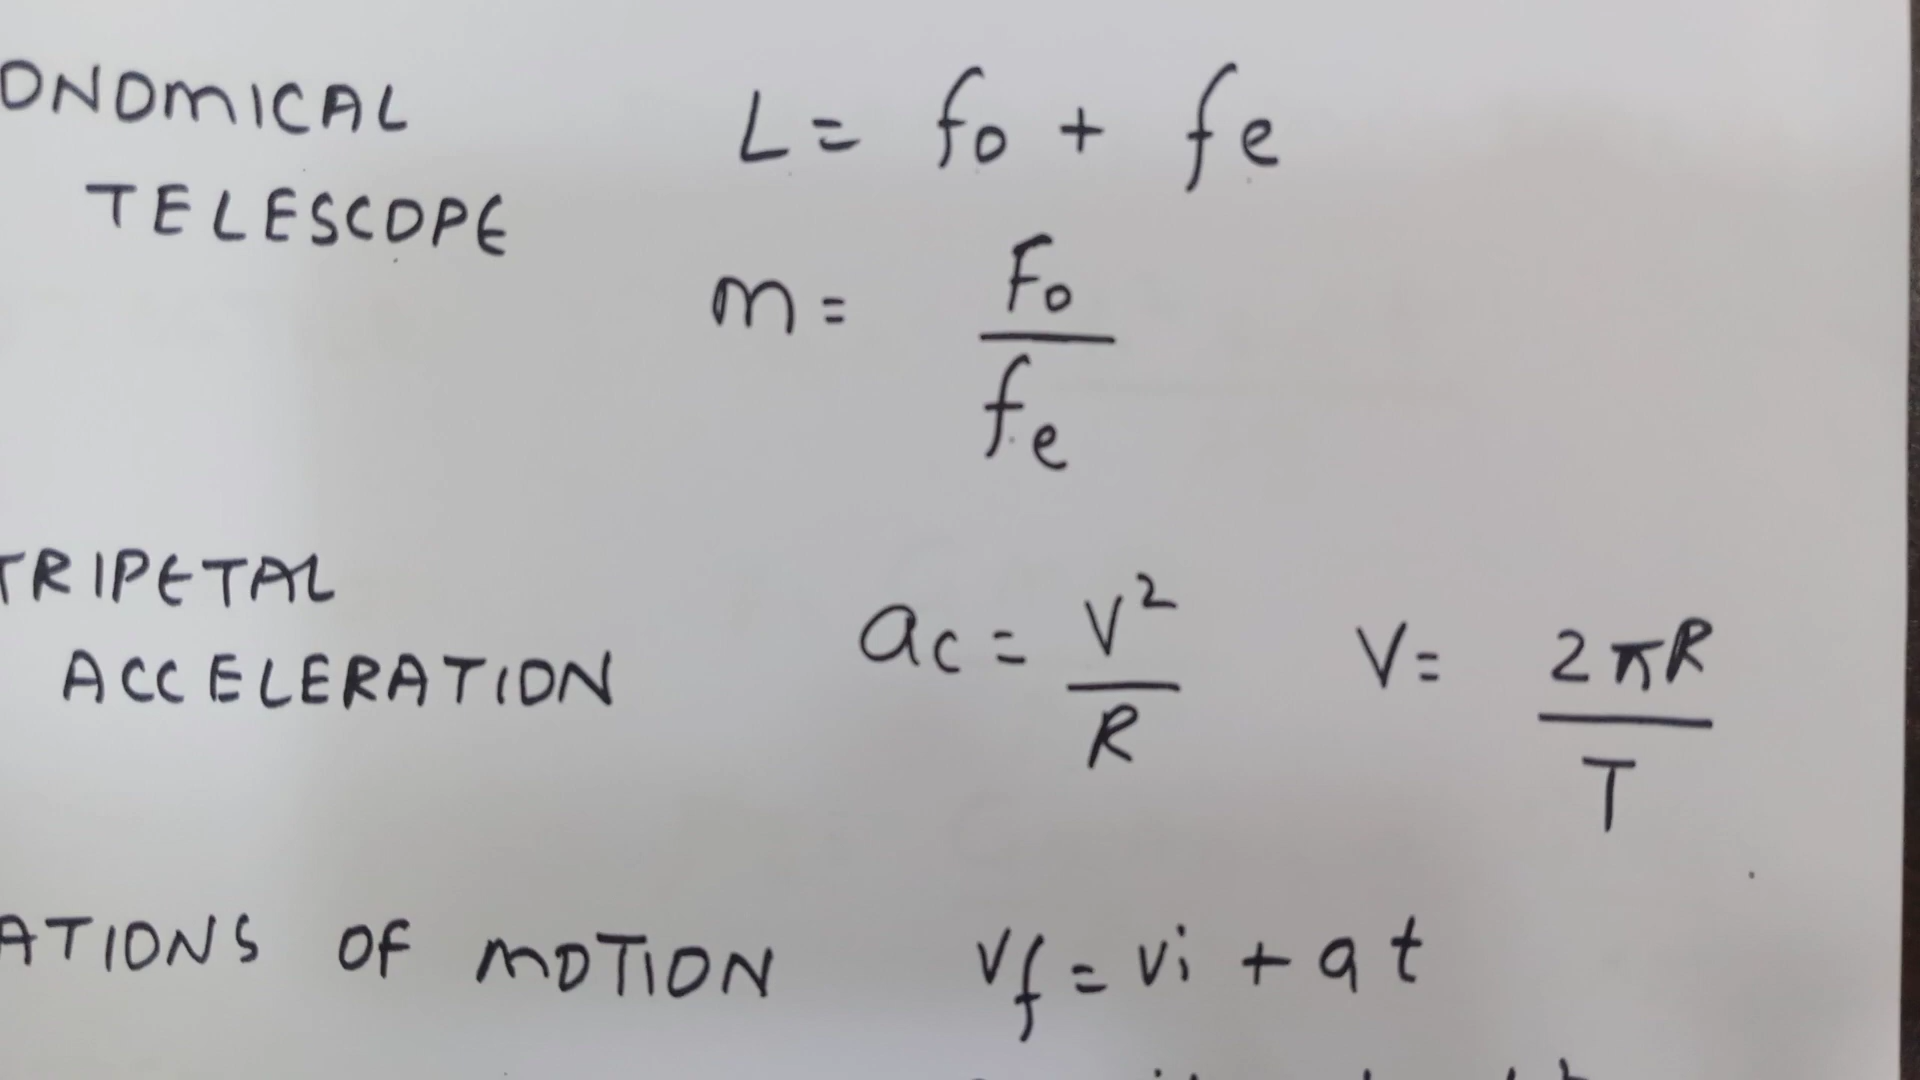 ONOMICAL
TELESCOPE
L = fo + fe
m = Fo / fe
TRIPETAL
ACCELERATION
ac = V² / R
V = 2πR / T
ATIONS OF MOTION
vf = vi + at